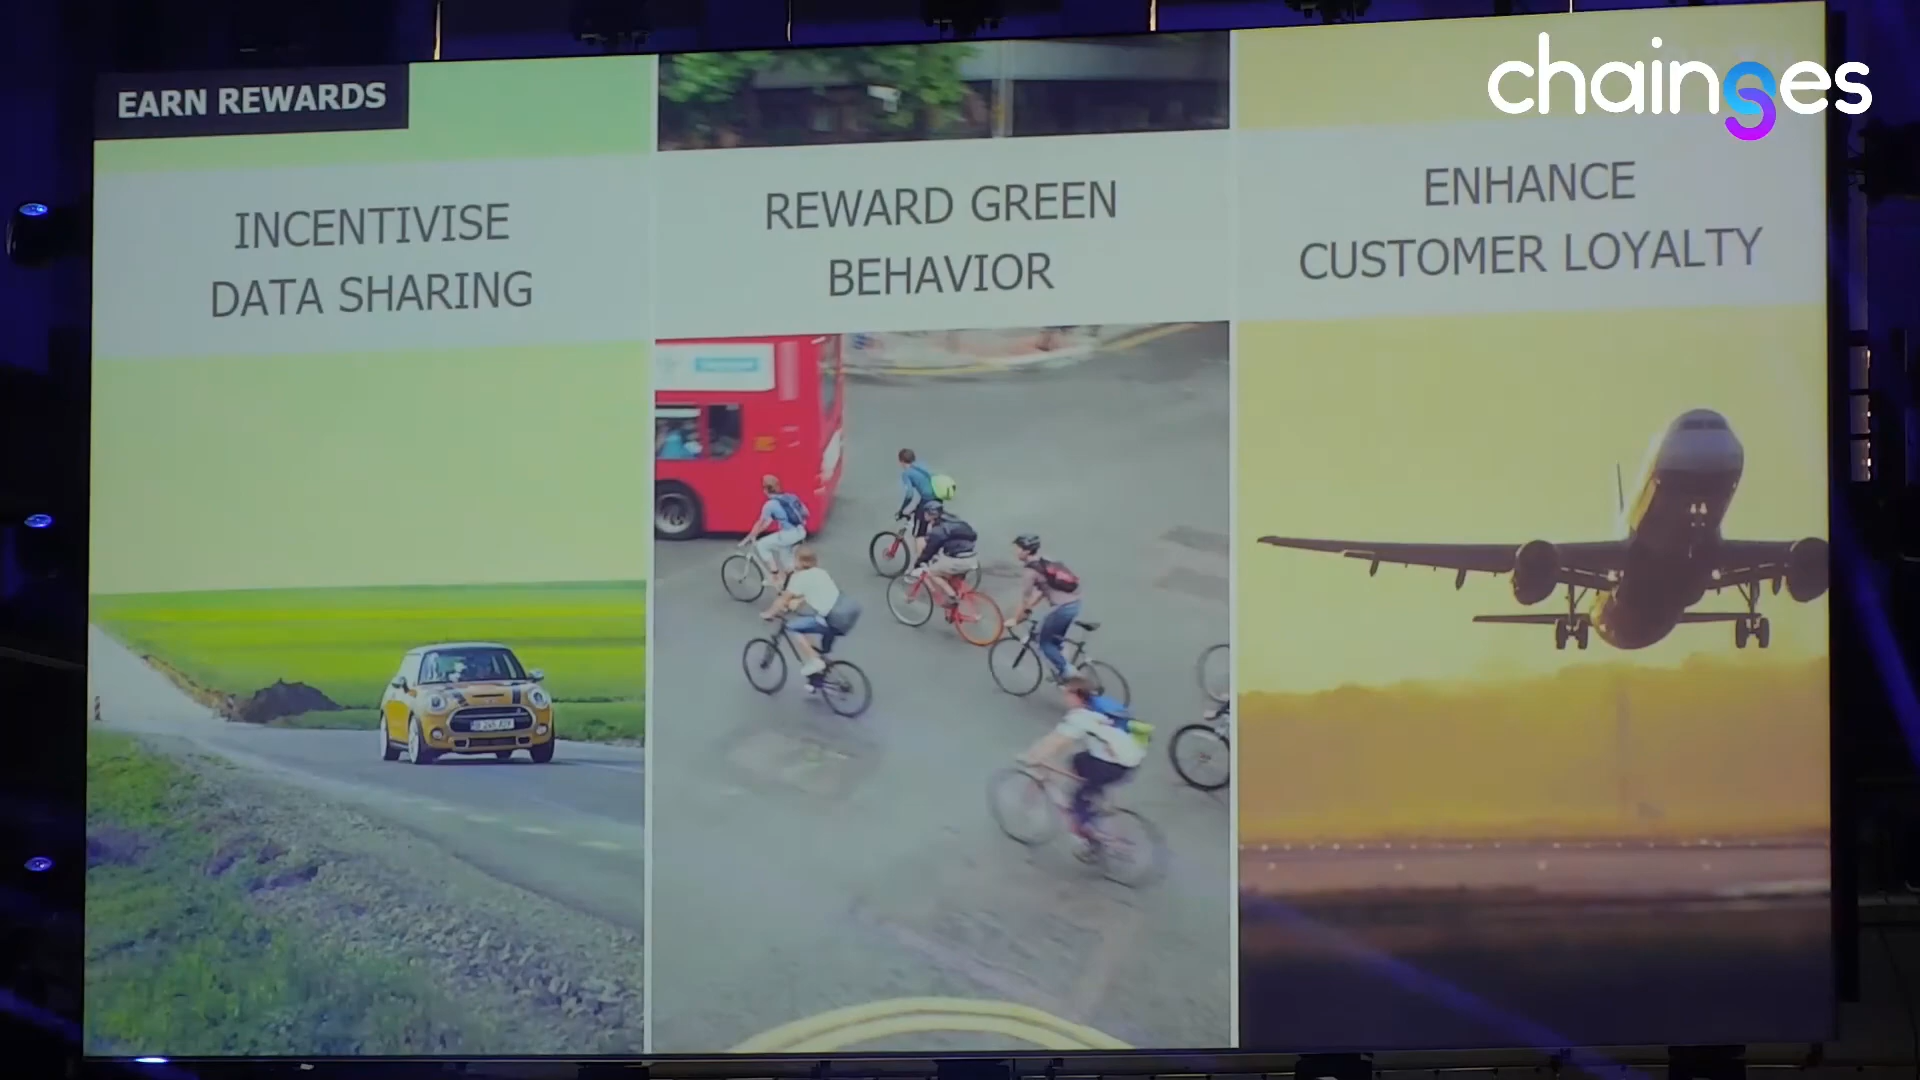 EARN REWARDS
chainges
INCENTIVISE
DATA SHARING
REWARD GREEN
BEHAVIOR
ENHANCE
CUSTOMER LOYALTY